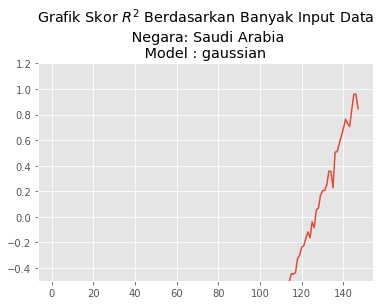 Grafik Skor $R^2$ Berdasarkan Banyak Input Data
Negara: Saudi Arabia
Model : gaussian
1.2
1.0
0.8
0.6
0.4
0.2
0.0
−0.2
−0.4
0 20 40 60 80 100 120 140